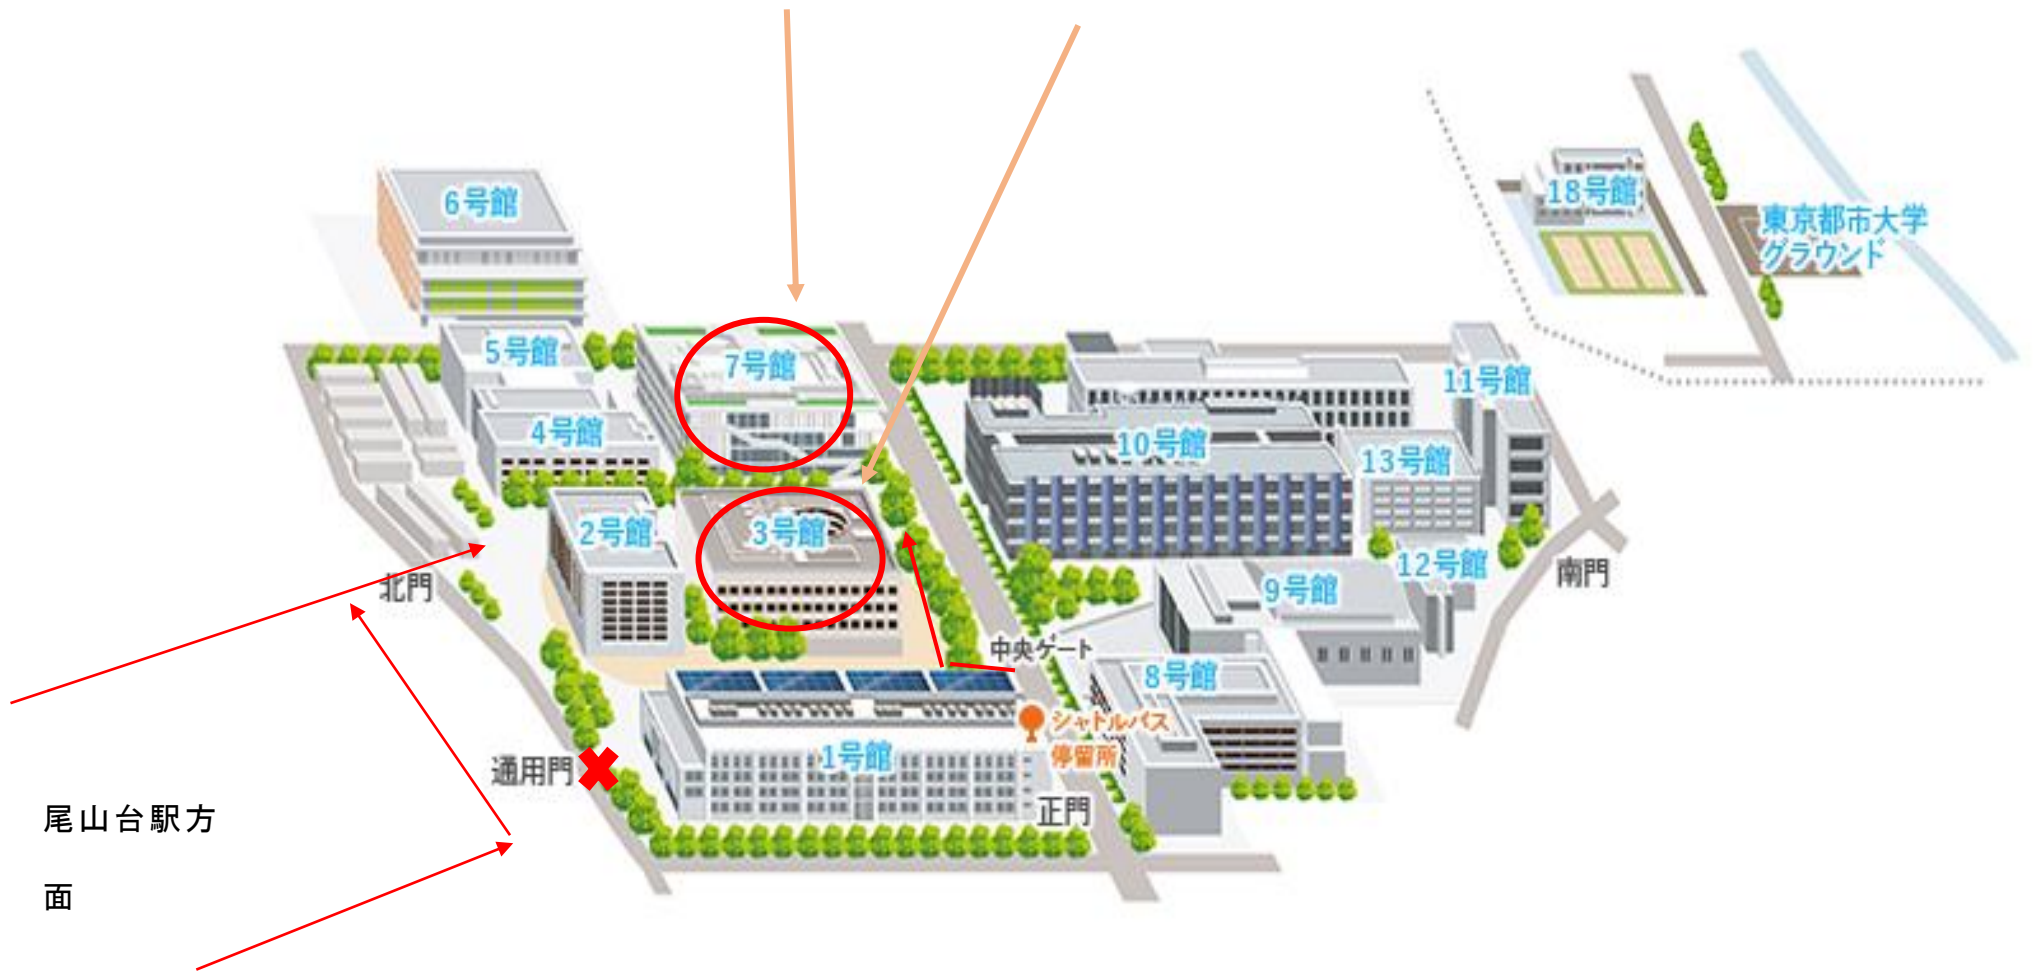 6号館
18号館
東京都市大学
グラウンド
5号館
7号館
11号館
4号館
10号館
13号館
2号館
3号館
12号館
南門
北門
9号館
中央ゲート
8号館
シャトルバス
停留所
1号館
通用門
正門
尾山台駅方
面